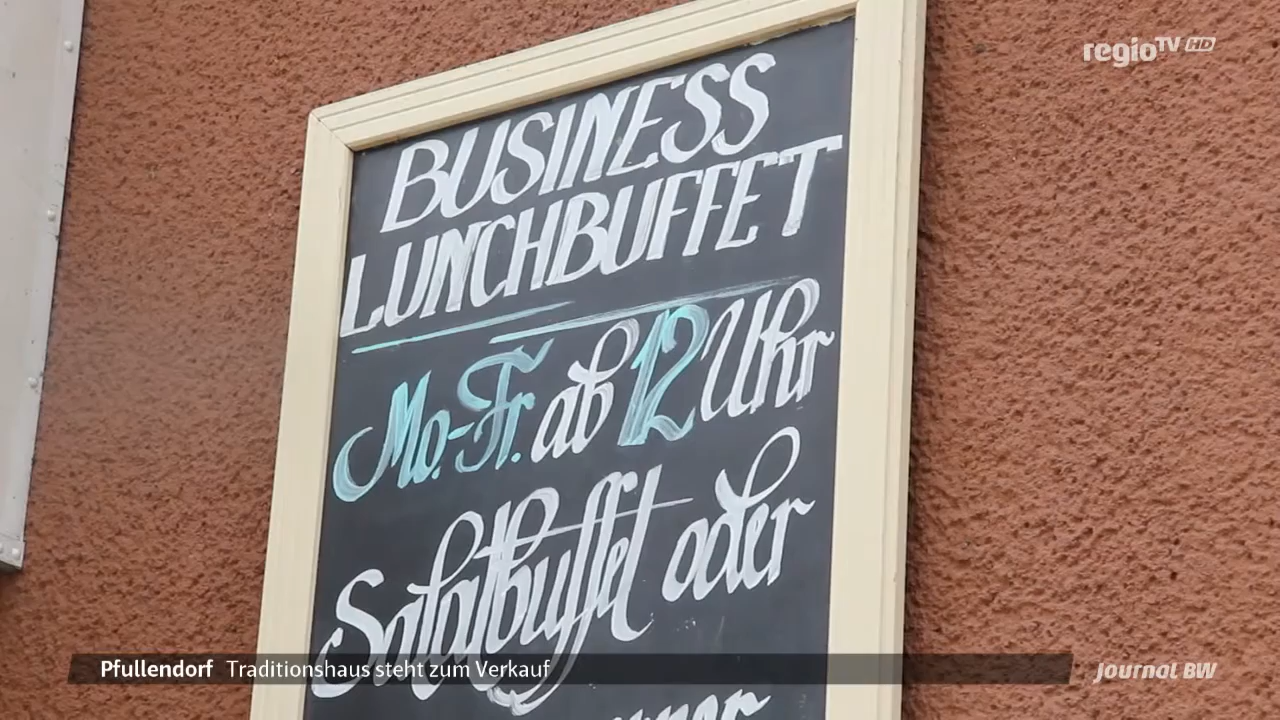 regioTV HD
BUSINESS
LUNCHBUFFET
Mo.-Fr. ab 12 Uhr
Salatbuffet oder
Pfullendorf Traditionshaus steht zum Verkauf
Journal BW